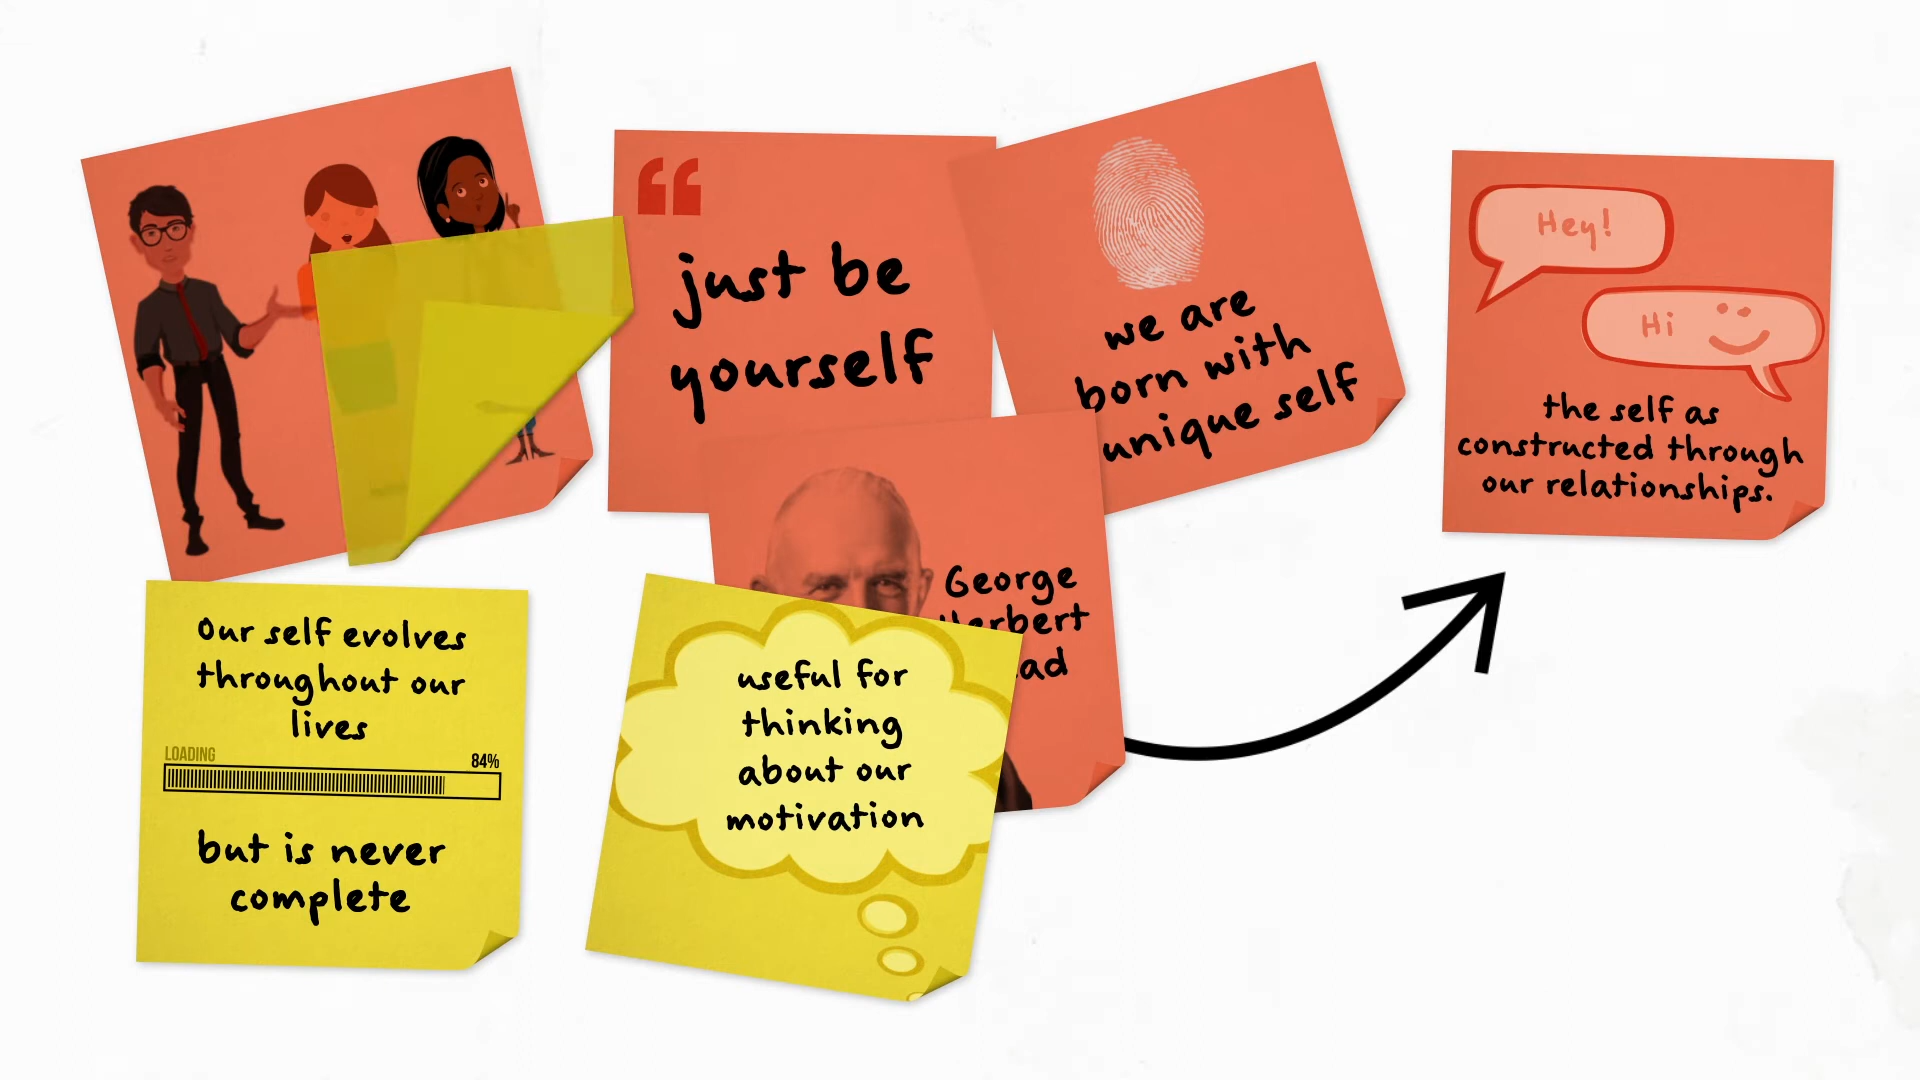 just be
yourself
we are
born with
unique self
Hey!
Hi
the self as
constructed through
our relationships.
George
Herbert
Our self evolves
throughout our
lives
LOADING
84%
but is never
complete
useful for
thinking
about our
motivation